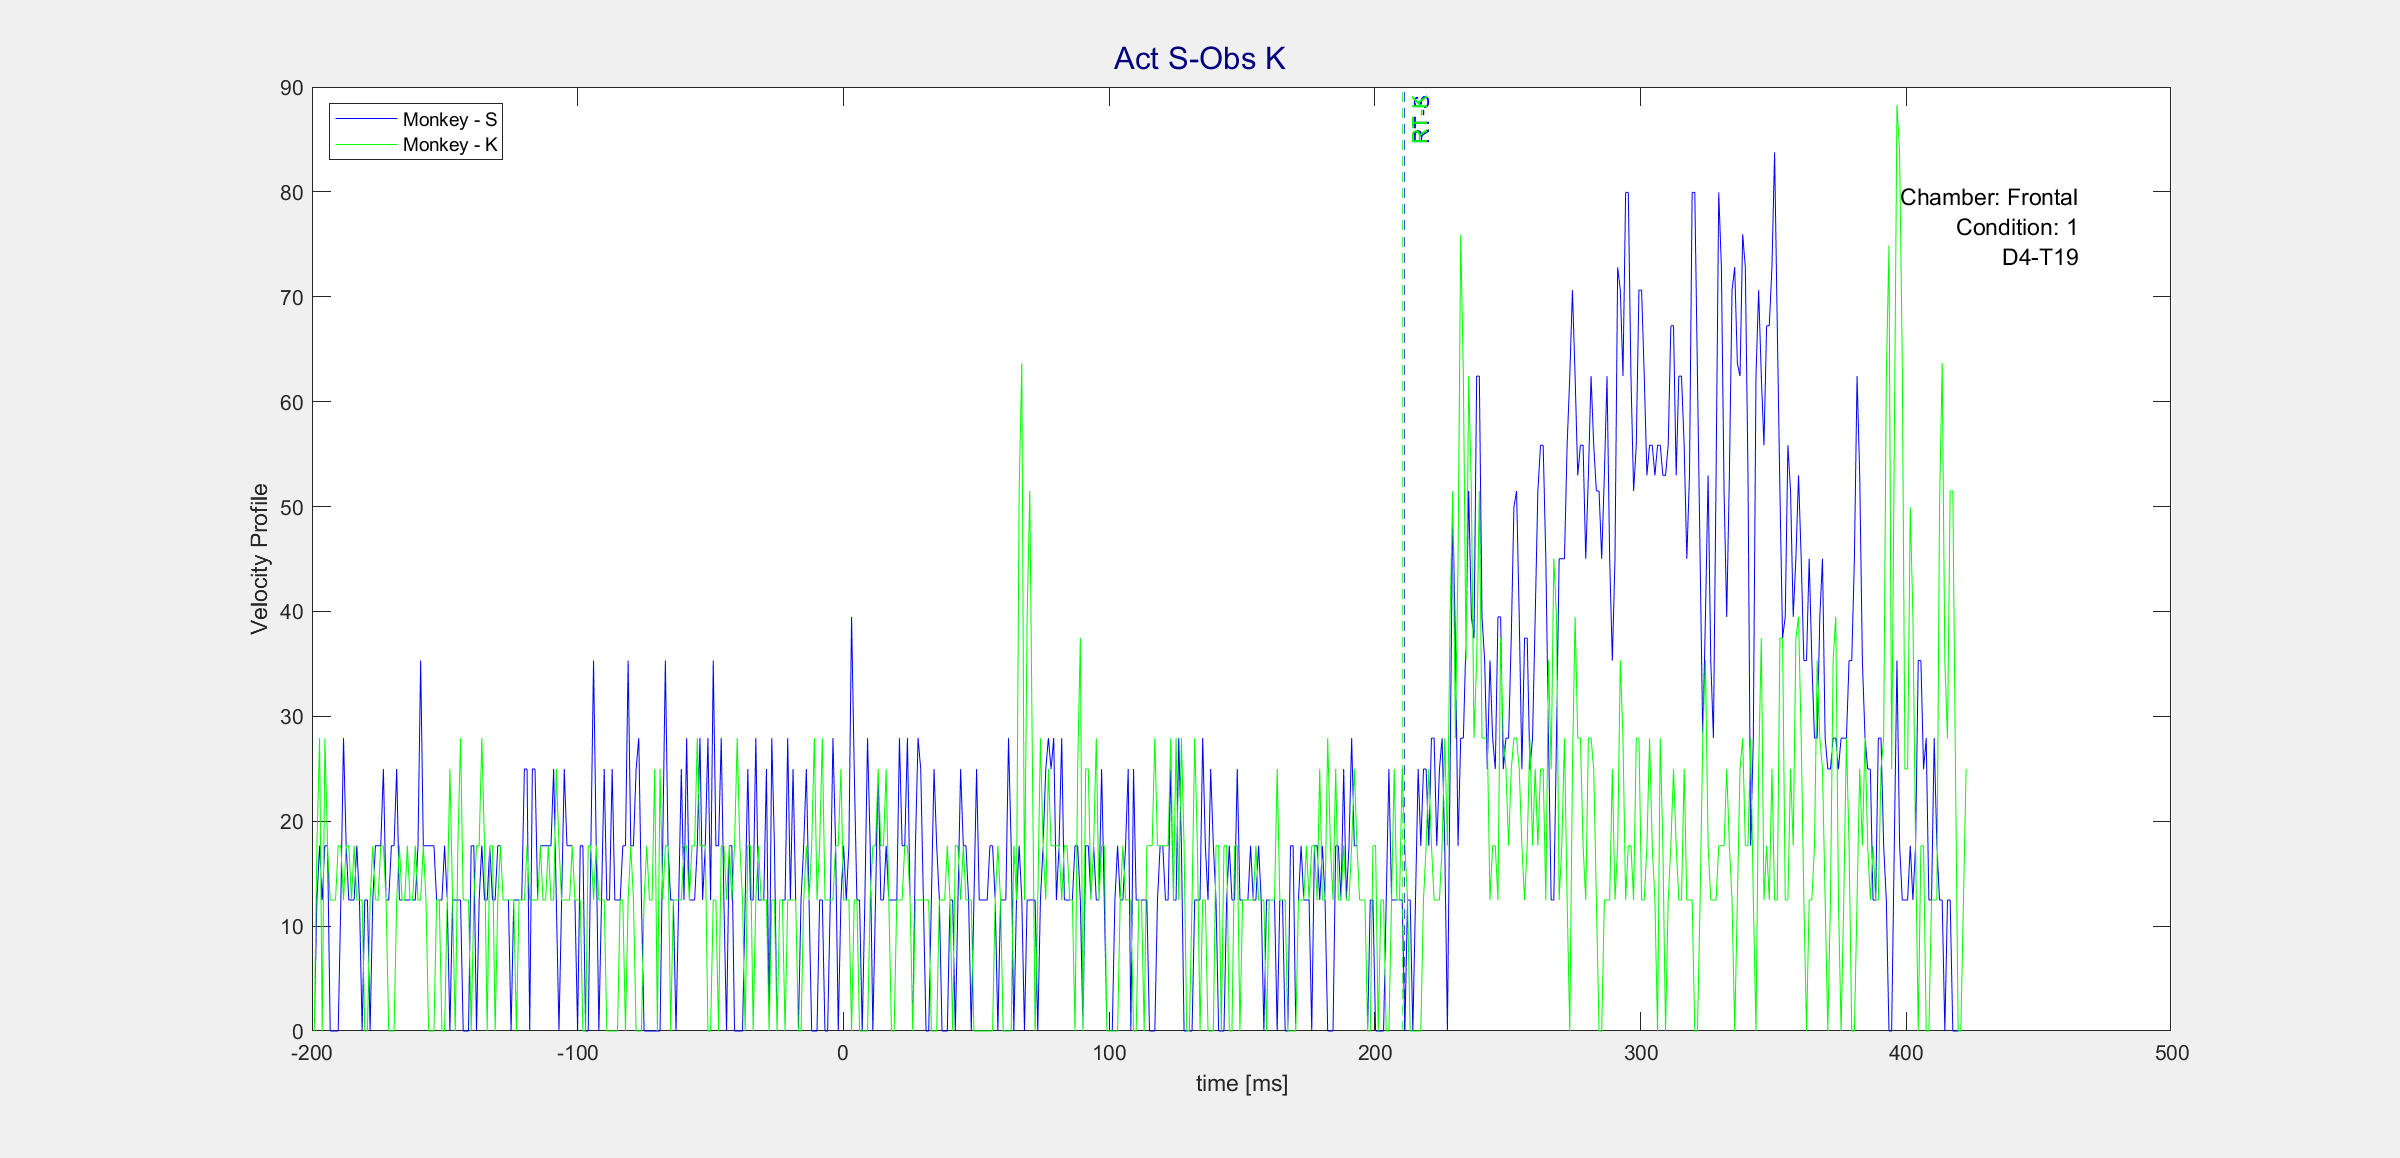 Act S-Obs K
90
80
70
60
50
40
30
20
10
0
Velocity Profile
Monkey - S
Monkey - K
RT-K
Chamber: Frontal
Condition: 1
D4-T19
-200
-100
0
100
200
300
400
500
time [ms]